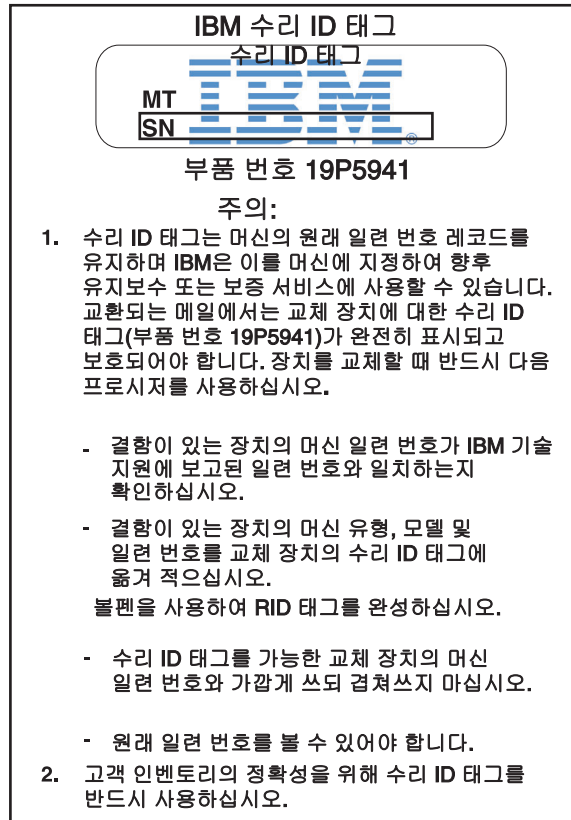 IBM 수리 ID 태그
수리 ID 태그
IBM®
MT
SN
부품 번호 19P5941
주의:
1. 수리 ID 태그는 머신의 원래 일련 번호 레코드를
유지하며 IBM은 이를 머신에 지정하여 향후
유지보수 또는 보증 서비스에 사용할 수 있습니다.
교환되는 메일에서는 교체 장치에 대한 수리 ID
태그(부품 번호 19P5941)가 완전히 표시되고
보호되어야 합니다. 장치를 교체할 때 반드시 다음
프로시저를 사용하십시오.
- 결함이 있는 장치의 머신 일련 번호가 IBM 기술
지원에 보고된 일련 번호와 일치하는지
확인하십시오.
- 결함이 있는 장치의 머신 유형, 모델 및
일련 번호를 교체 장치의 수리 ID 태그에
옮겨 적으십시오.
볼펜을 사용하여 RID 태그를 완성하십시오.
- 수리 ID 태그를 가능한 교체 장치의 머신
일련 번호와 가깝게 쓰되 겹쳐쓰지 마십시오.
- 원래 일련 번호를 볼 수 있어야 합니다.
2. 고객 인벤토리의 정확성을 위해 수리 ID 태그를
반드시 사용하십시오.